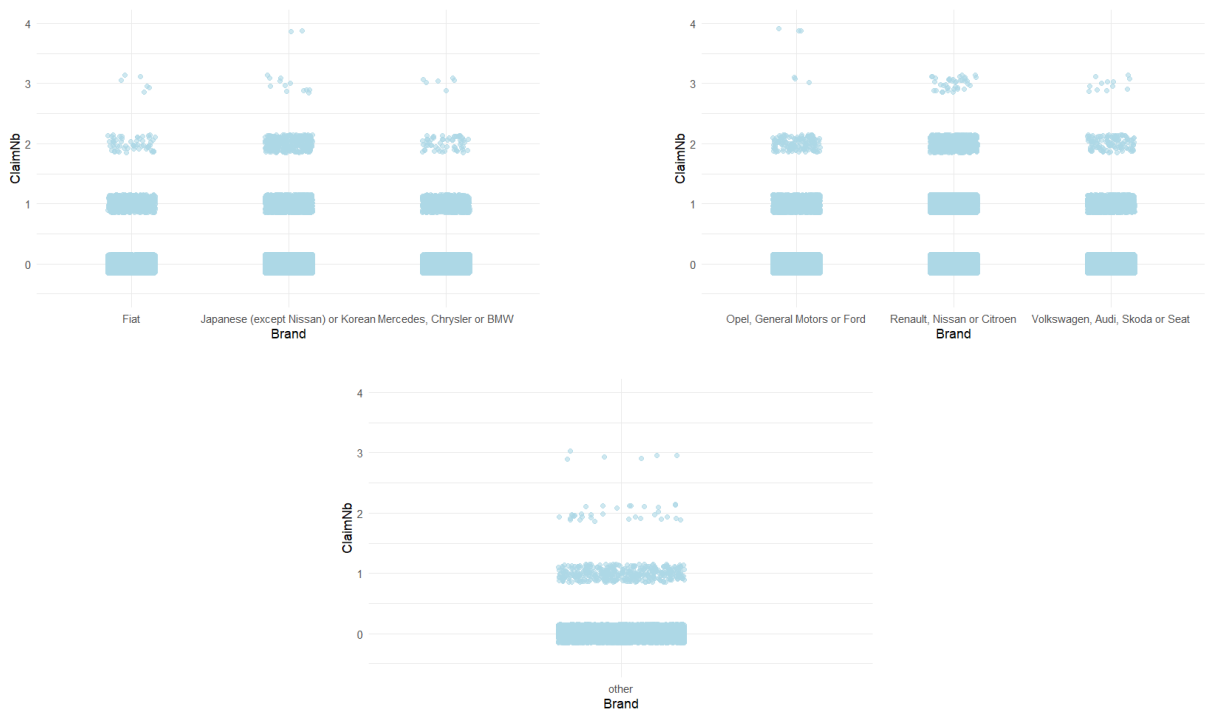 4
3
2
1
0
ClaimNb
Fiat
Japanese (except Nissan) or Korean
Mercedes, Chrysler or BMW
Brand
4
3
2
1
0
ClaimNb
Opel, General Motors or Ford
Renault, Nissan or Citroen
Volkswagen, Audi, Skoda or Seat
Brand
4
3
2
1
0
ClaimNb
other
Brand